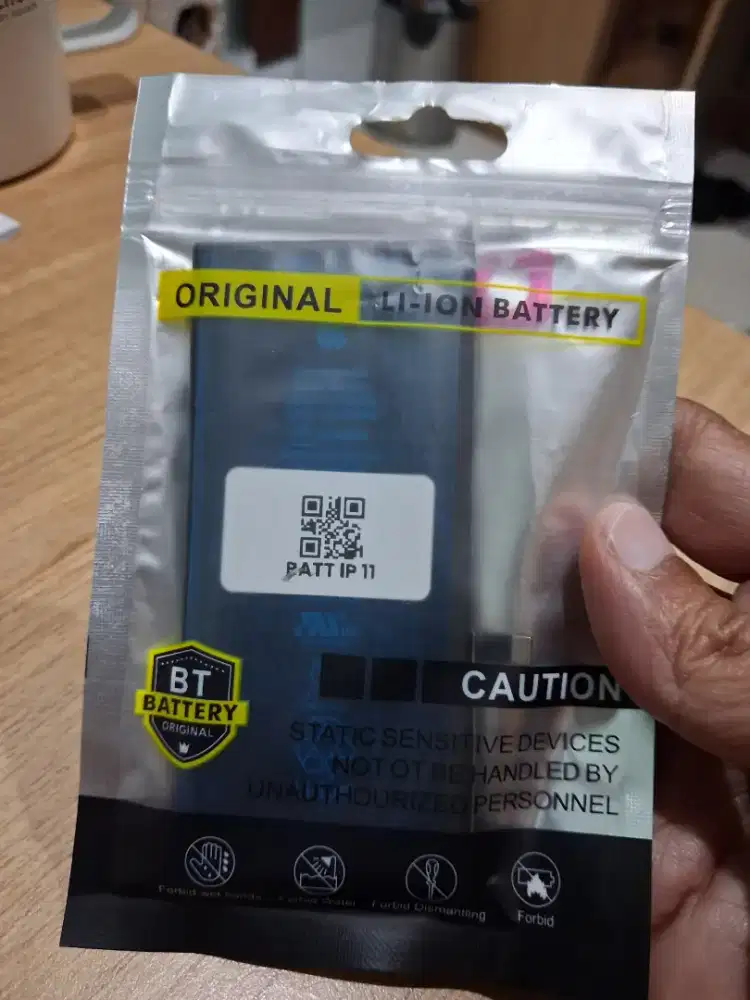 ORIGINAL LI-ION BATTERY
BATT IP 11
BT
BATTERY
ORIGINAL
CAUTION
STATIC SENSITIVE DEVICES
NOT OT BE HANDLED BY
UNAUTHOURIZED PERSONNEL
Forbid Dismantling
Forbid